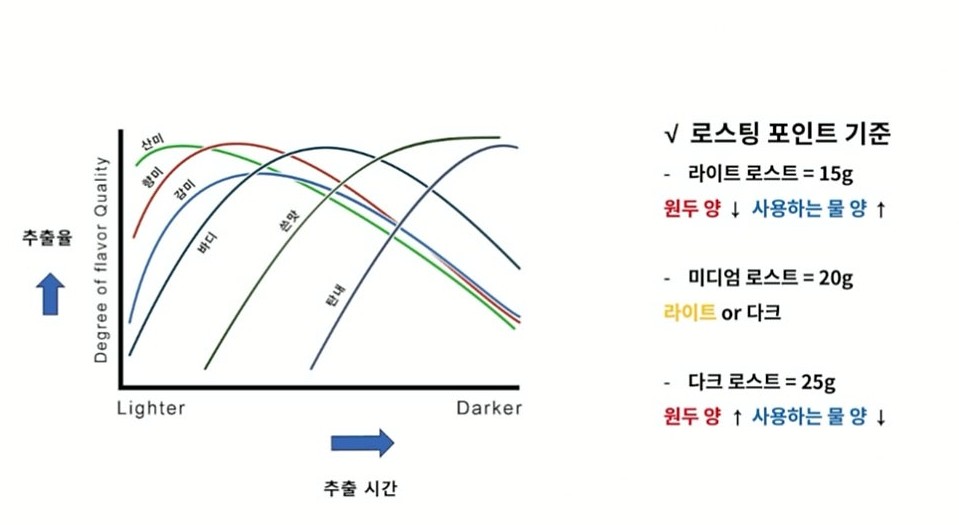 산미
향미
감미
바디
쓴맛
탄내
추출율
Degree of flavor Quality
Lighter
Darker
추출 시간
√ 로스팅 포인트 기준
- 라이트 로스트 = 15g
원두 양 ↓ 사용하는 물 양 ↑
- 미디엄 로스트 = 20g
라이트 or 다크
- 다크 로스트 = 25g
원두 양 ↑ 사용하는 물 양 ↓